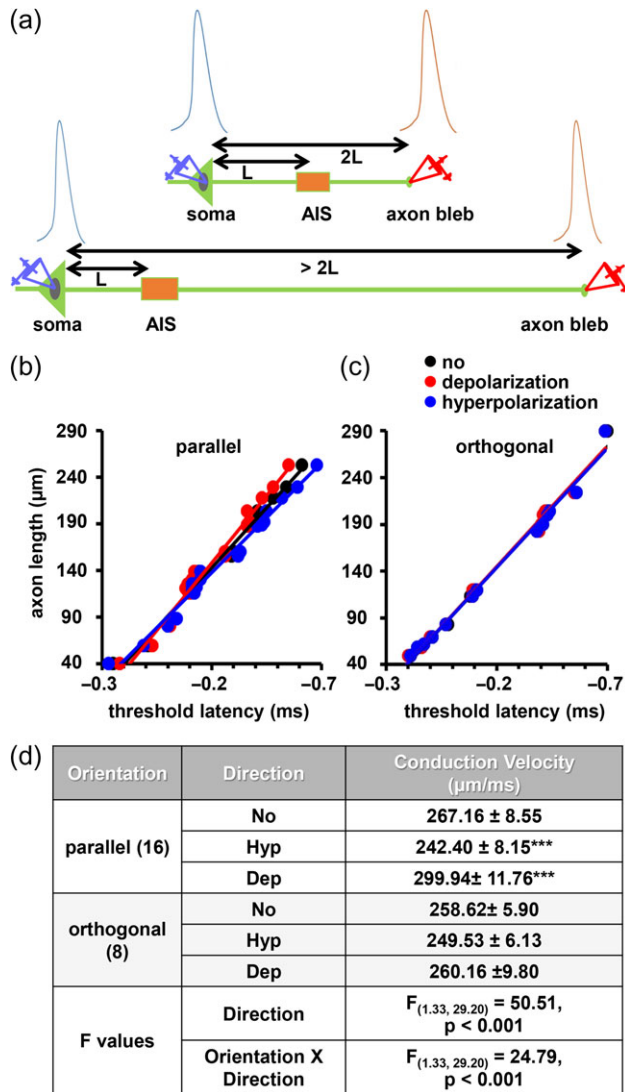 (a)
2L
L
soma AIS axon bleb
> 2L
L
soma AIS axon bleb
(b) (c)
no
depolarization
hyperpolarization
parallel
orthogonal
axon length (µm)
290
240
190
140
90
40
–0.3 –0.2 –0.7
threshold latency (ms)
290
240
190
140
90
40
–0.3 –0.2 –0.7
threshold latency (ms)
(d)
Orientation Direction Conduction Velocity
(µm/ms)
parallel (16) No 267.16 ± 8.55
Hyp 242.40 ± 8.15***
Dep 299.94± 11.76***
orthogonal
(8)
No 258.62± 5.90
Hyp 249.53 ± 6.13
Dep 260.16 ±9.80
F values
Direction F(1.33, 29.20) = 50.51,
p < 0.001
Orientation X
Direction
F(1.33, 29.20) = 24.79,
p < 0.001